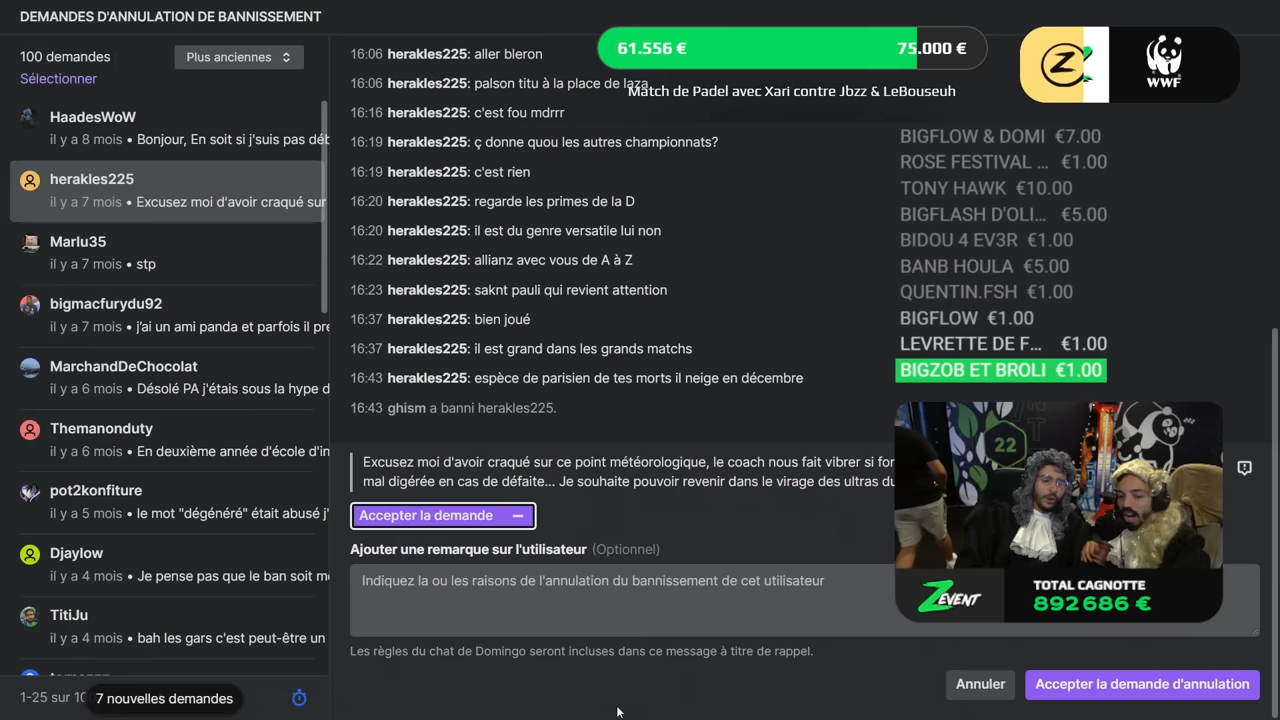 DEMANDES D'ANNULATION DE BANNISSEMENT
100 demandes
Plus anciennes
Sélectionner
HaadesWoW
il y a 8 mois • Bonjour, En soit si j'suis pas déb
herakles225
il y a 7 mois • Excusez moi d'avoir craqué sur
Marlu35
il y a 7 mois • stp
bigmacfurydu92
il y a 7 mois • j'ai un ami panda et parfois il pre
MarchandDeChocolat
il y a 6 mois • Désolé PA j'étais sous la hype d
Themanonduty
il y a 6 mois • En deuxième année d'école d'in
pot2konfiture
il y a 5 mois • le mot "dégénéré" était abusé j'
Djaylow
il y a 4 mois • Je pense pas que le ban soit mé
TitiJu
il y a 4 mois • bah les gars c'est peut-être un
1-25 sur 10
7 nouvelles demandes
16:06 herakles225: aller bleron
16:06 herakles225: palson titu à la place de laza
16:16 herakles225: c'est fou mdrrr
16:19 herakles225: ç donne quou les autres championnats?
16:19 herakles225: c'est rien
16:20 herakles225: regarde les primes de la D
16:20 herakles225: il est du genre versatile lui non
16:22 herakles225: allianz avec vous de A à Z
16:23 herakles225: saknt pauli qui revient attention
16:37 herakles225: bien joué
16:37 herakles225: il est grand dans les grands matchs
16:43 herakles225: espèce de parisien de tes morts il neige en décembre
16:43 ghism a banni herakles225.
Excusez moi d'avoir craqué sur ce point météorologique, le coach nous fait vibrer si for
mal digérée en cas de défaite... Je souhaite pouvoir revenir dans le virage des ultras du
Accepter la demande
Ajouter une remarque sur l'utilisateur (Optionnel)
Indiquez la ou les raisons de l'annulation du bannissement de cet utilisateur
Les règles du chat de Domingo seront incluses dans ce message à titre de rappel.
Annuler
Accepter la demande d'annulation
61.556 €
75.000 €
Match de Padel avec Xari contre Jbzz & LeBouseuh
Z
WWF
BIGFLOW & DOMI €7.00
ROSE FESTIVAL ... €1.00
TONY HAWK €10.00
BIGFLASH D'OLI... €5.00
BIDOU 4 EV3R €1.00
BANB HOULA €5.00
QUENTIN.FSH €1.00
BIGFLOW €1.00
LEVRETTE DE F... €1.00
BIGZOB ET BROLI €1.00
22
ZEVENT
TOTAL CAGNOTTE
892 686 €